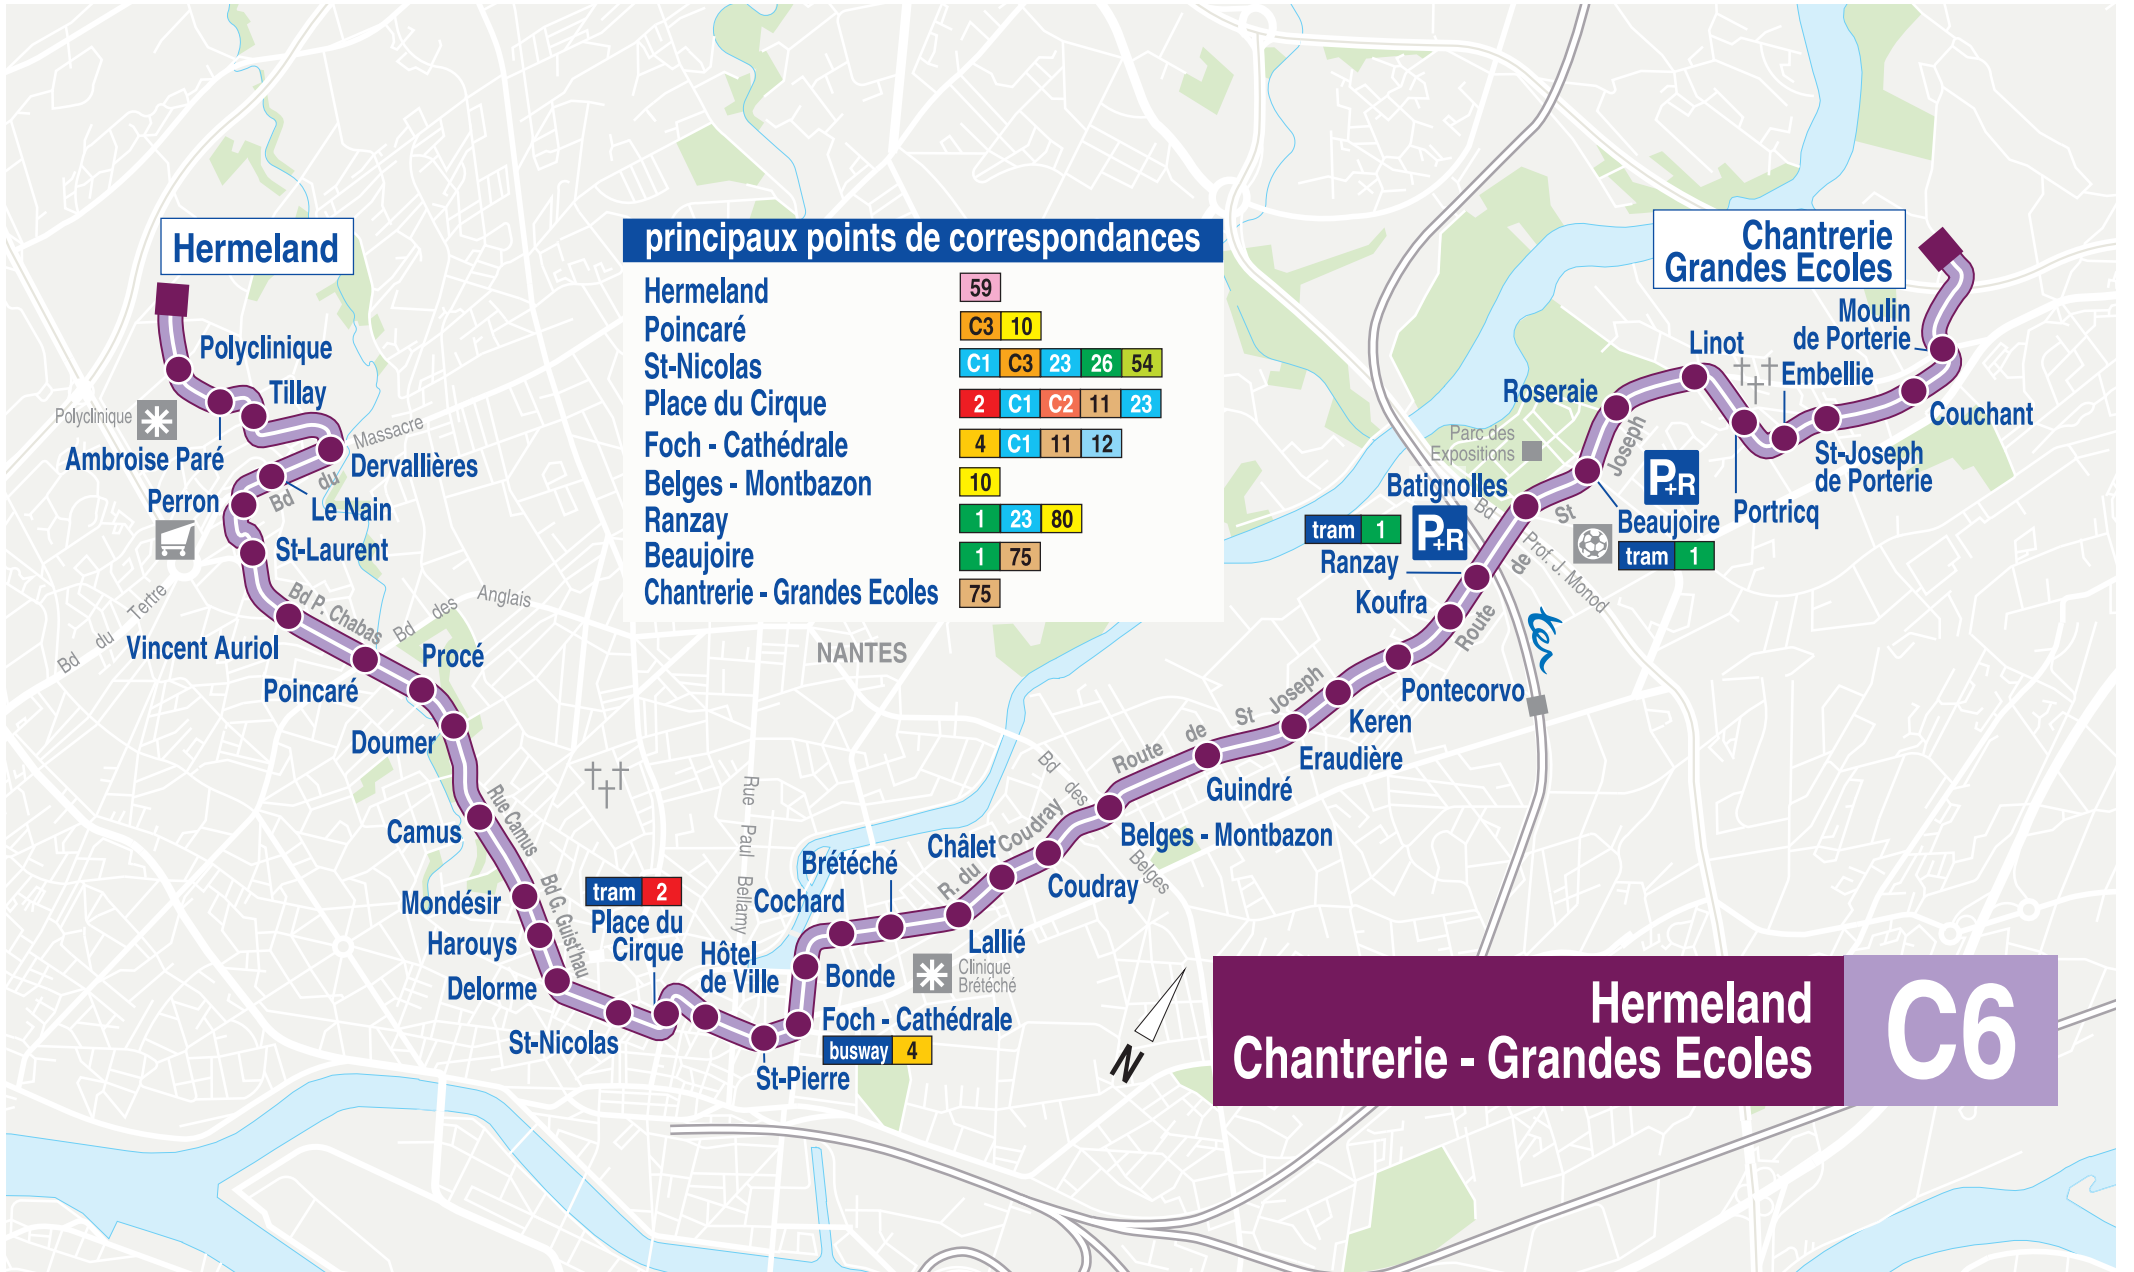 Hermeland
Polyclinique
Tillay
Polyclinique
Ambroise Paré
Massacre
Dervallières
du
Bd
Perron
Le Nain
St-Laurent
Bd du Tertre
Bd P. Chabas
Bd des Anglais
Vincent Auriol
Procé
Poincaré
Doumer
Camus
Rue Camus
Mondésir
Harouys
Bd G. Guist'hau
Delorme
St-Nicolas
tram 2
Place du
Cirque
Hôtel
de Ville
St-Pierre
Foch - Cathédrale
busway 4
Bonde
Cochard
Brétéché
Rue Paul Bellamy
Clinique
Brétéché
Lallié
Châlet
R. du Coudray
Coudray
Bd des Belges
Belges - Montbazon
Route de St Joseph
Guindré
Eraudière
Keren
Pontecorvo
Koufra
tram 1
P+R
Ranzay
Batignolles
Parc des
Expositions
Route de St Joseph
Bd Prof. J. Monod
ter
Roseraie
P+R
Beaujoire
tram 1
Linot
Portricq
Embellie
St-Joseph
de Porterie
Couchant
Moulin
de Porterie
Chantrerie
Grandes Ecoles
NANTES
N
principaux points de correspondances
Hermeland 59
Poincaré C3 10
St-Nicolas C1 C3 23 26 54
Place du Cirque 2 C1 C2 11 23
Foch - Cathédrale 4 C1 11 12
Belges - Montbazon 10
Ranzay 1 23 80
Beaujoire 1 75
Chantrerie - Grandes Ecoles 75
Hermeland
Chantrerie - Grandes Ecoles
C6